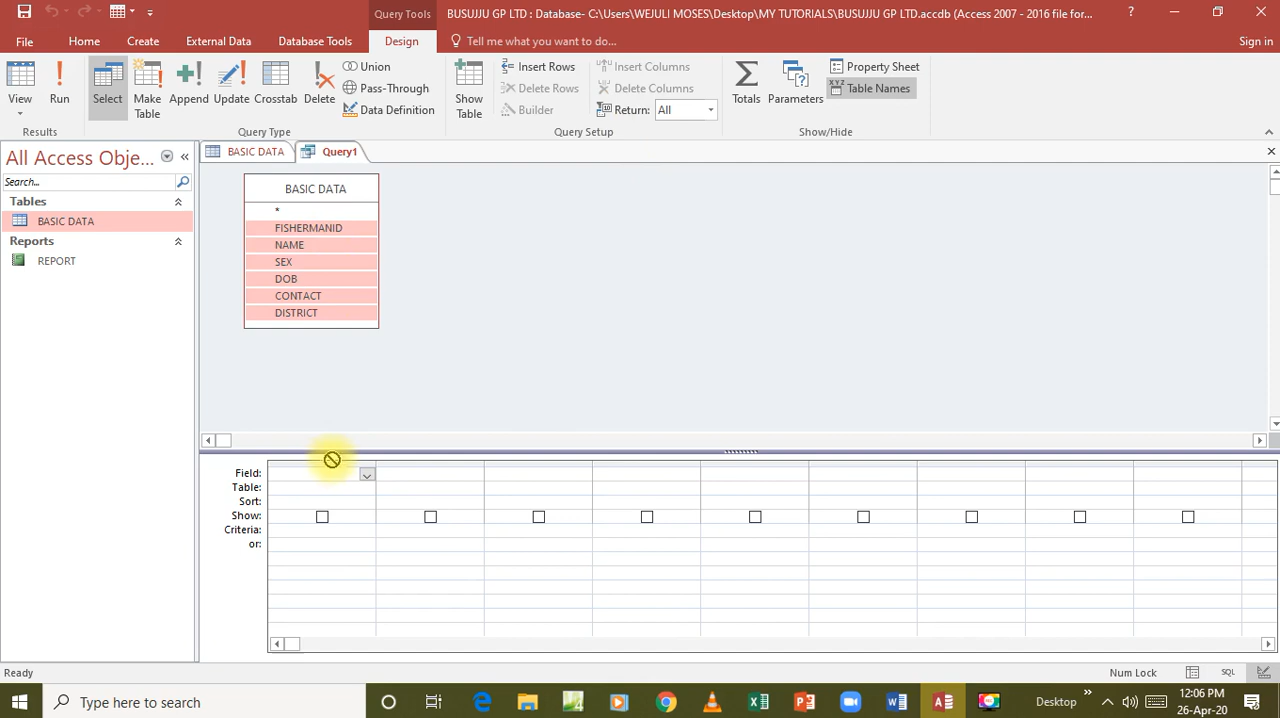 Query Tools
BUSUJJU GP LTD : Database- C:\Users\WEJULI MOSES\Desktop\MY TUTORIALS\BUSUJJU GP LTD.accdb (Access 2007 - 2016 file for...
?
File Home Create External Data Database Tools Design Tell me what you want to do... Sign in
View Run
Select Make Table Append Update Crosstab Delete
Union
Pass-Through
Data Definition
Show Table
Insert Rows
Delete Rows
Builder
Insert Columns
Delete Columns
Return: All
Totals Parameters
Property Sheet
XYZ Table Names
Results Query Type Query Setup Show/Hide
All Access Obje...
Search...
Tables
BASIC DATA
Reports
REPORT
BASIC DATA Query1
BASIC DATA
*
FISHERMANID
NAME
SEX
DOB
CONTACT
DISTRICT
Field:
Table:
Sort:
Show:
Criteria:
or:
Ready Num Lock SQL
Type here to search
Desktop
12:06 PM
26-Apr-20